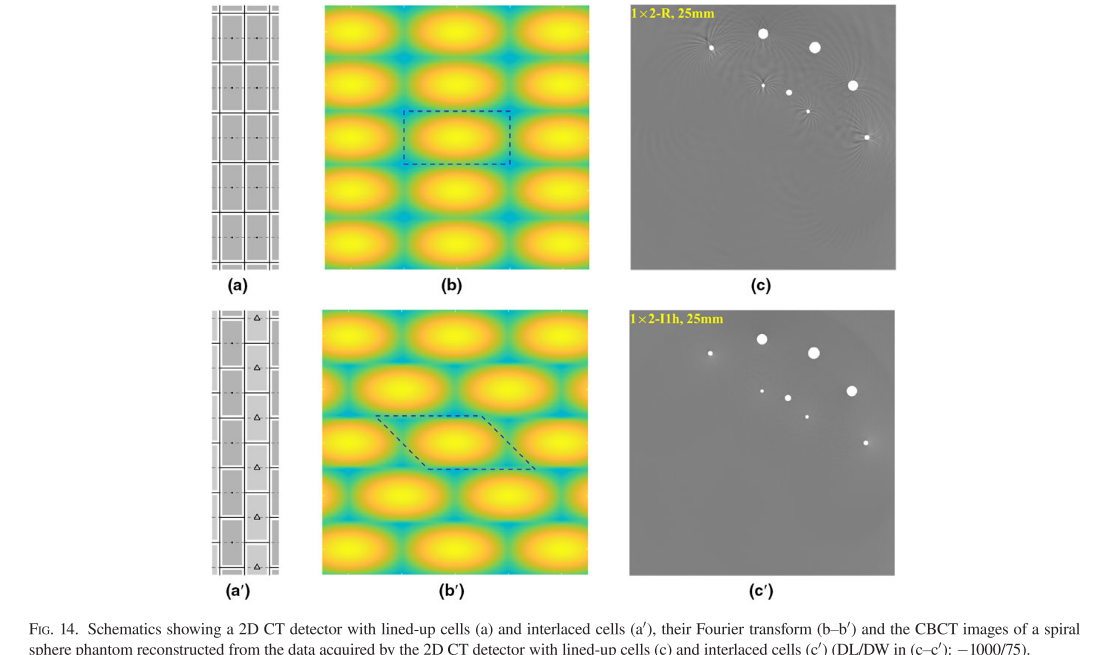 1×2-R, 25mm
(a)
(b)
(c)
1×2-I1h, 25mm
(a′)
(b′)
(c′)
FIG. 14. Schematics showing a 2D CT detector with lined-up cells (a) and interlaced cells (a′), their Fourier transform (b–b′) and the CBCT images of a spiral
sphere phantom reconstructed from the data acquired by the 2D CT detector with lined-up cells (c) and interlaced cells (c′) (DL/DW in (c–c′): −1000/75).